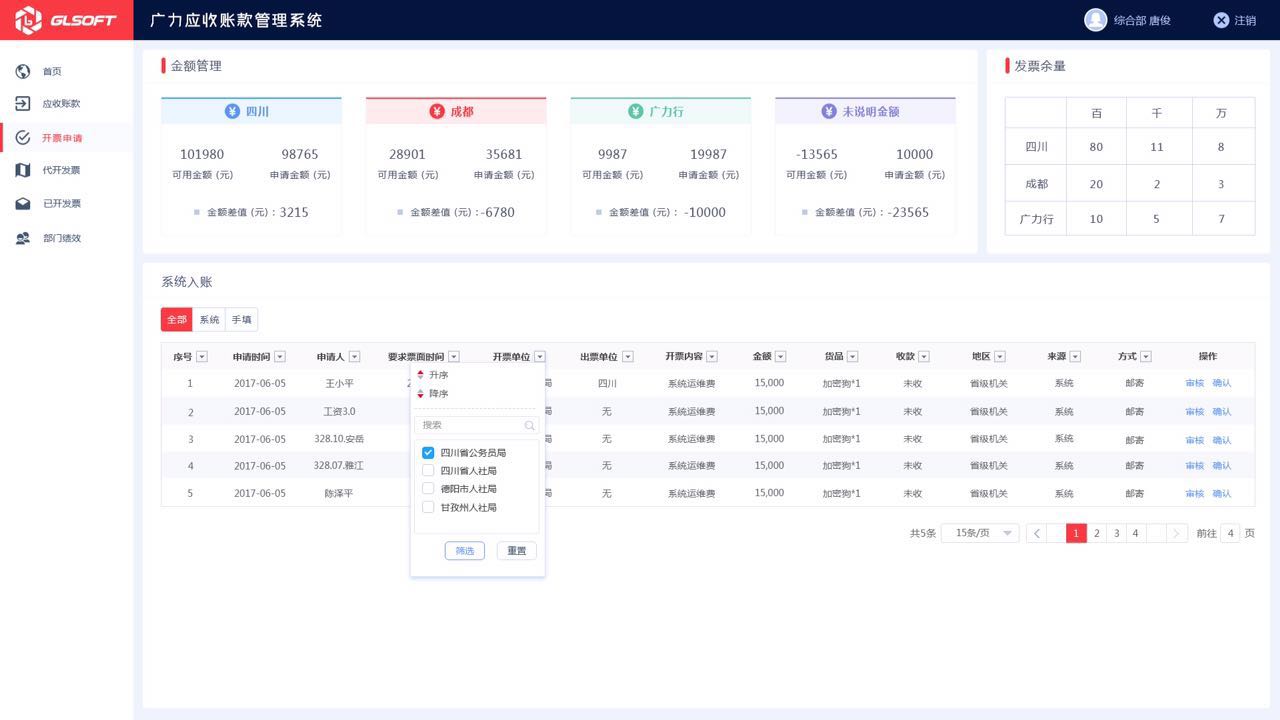 GLSOFT 广力应收账款管理系统 综合部 唐俊 注销
首页
应收账款
开票申请
代开发票
已开发票
部门绩效
金额管理
¥ 四川 ¥ 成都 ¥ 广力行 ¥ 未说明金额
101980 98765 28901 35681 9987 19987 -13565 10000
可用金额 (元) 申请金额 (元) 可用金额 (元) 申请金额 (元) 可用金额 (元) 申请金额 (元) 可用金额 (元) 申请金额 (元)
金额差值 (元) : 3215 金额差值 (元) : -6780 金额差值 (元) : -10000 金额差值 (元) : -23565
发票余量
百 千 万
四川 80 11 8
成都 20 2 3
广力行 10 5 7
系统入账
全部 系统 手填
序号 申请时间 申请人 要求票面时间 开票单位 出票单位 开票内容 金额 货品 收款 地区 来源 方式 操作
1 2017-06-05 王小平 2 局 四川 系统运维费 15,000 加密狗*1 未收 省级机关 系统 邮寄 审核 确认
2 2017-06-05 工资3.0 局 无 系统运维费 15,000 加密狗*1 未收 省级机关 系统 邮寄 审核 确认
3 2017-06-05 328.10.安岳 局 无 系统运维费 15,000 加密狗*1 未收 省级机关 系统 邮寄 审核 确认
4 2017-06-05 328.07.雅江 局 无 系统运维费 15,000 加密狗*1 未收 省级机关 系统 邮寄 审核 确认
5 2017-06-05 陈泽平 局 无 系统运维费 15,000 加密狗*1 未收 省级机关 系统 邮寄 审核 确认
升序
降序
搜索
四川省公务员局
四川省人社局
德阳市人社局
甘孜州人社局
筛选 重置
共5条 15条/页 1 2 3 4 前往 4 页